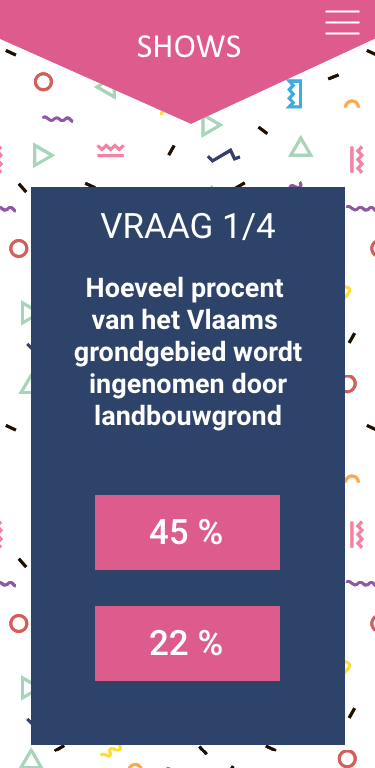 SHOWS
VRAAG 1/4
Hoeveel procent
van het Vlaams
grondgebied wordt
ingenomen door
landbouwgrond
45 %
22 %